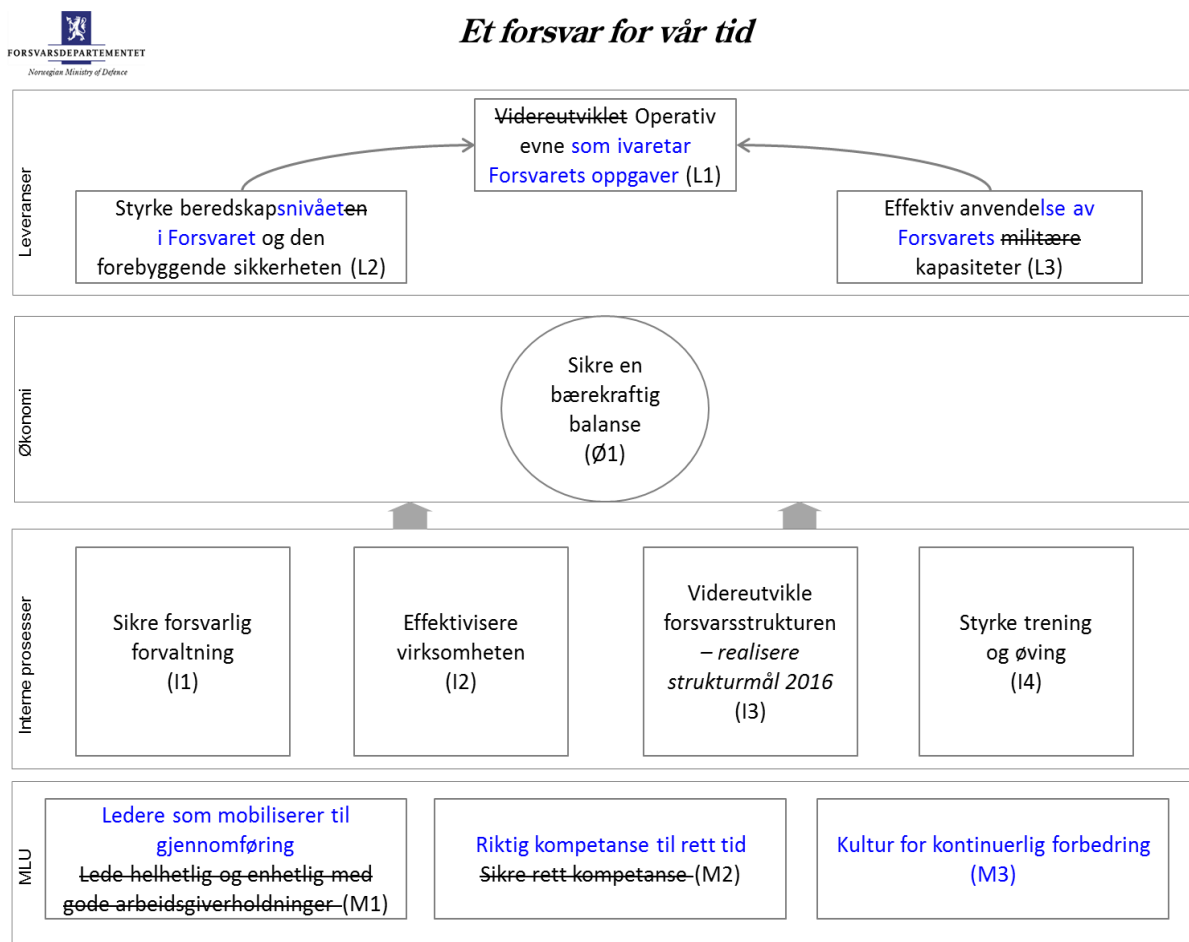 FORSVARSDEPARTEMENTET
Norwegian Ministry of Defence
Et forsvar for vår tid
Leveranser
Videreutviklet Operativ
evne som ivaretar
Forsvarets oppgaver (L1)
Styrke beredskapsnivåeten
i Forsvaret og den
forebyggende sikkerheten (L2)
Effektiv anvendelse av
Forsvarets militære
kapasiteter (L3)
Økonomi
Sikre en
bærekraftig
balanse
(Ø1)
Interne prosesser
Sikre forsvarlig
forvaltning
(I1)
Effektivisere
virksomheten
(I2)
Videreutvikle
forsvarsstrukturen
– realisere
strukturmål 2016
(I3)
Styrke trening
og øving
(I4)
MLU
Ledere som mobiliserer til
gjennomføring
Lede helhetlig og enhetlig med
gode arbeidsgiverholdninger (M1)
Riktig kompetanse til rett tid
Sikre rett kompetanse (M2)
Kultur for kontinuerlig forbedring
(M3)